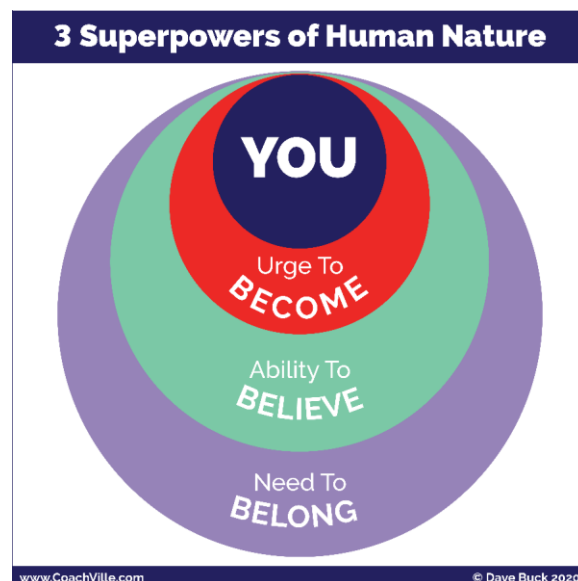 3 Superpowers of Human Nature
YOU
Urge To
BECOME
Ability To
BELIEVE
Need To
BELONG
www.CoachVille.com
© Dave Buck